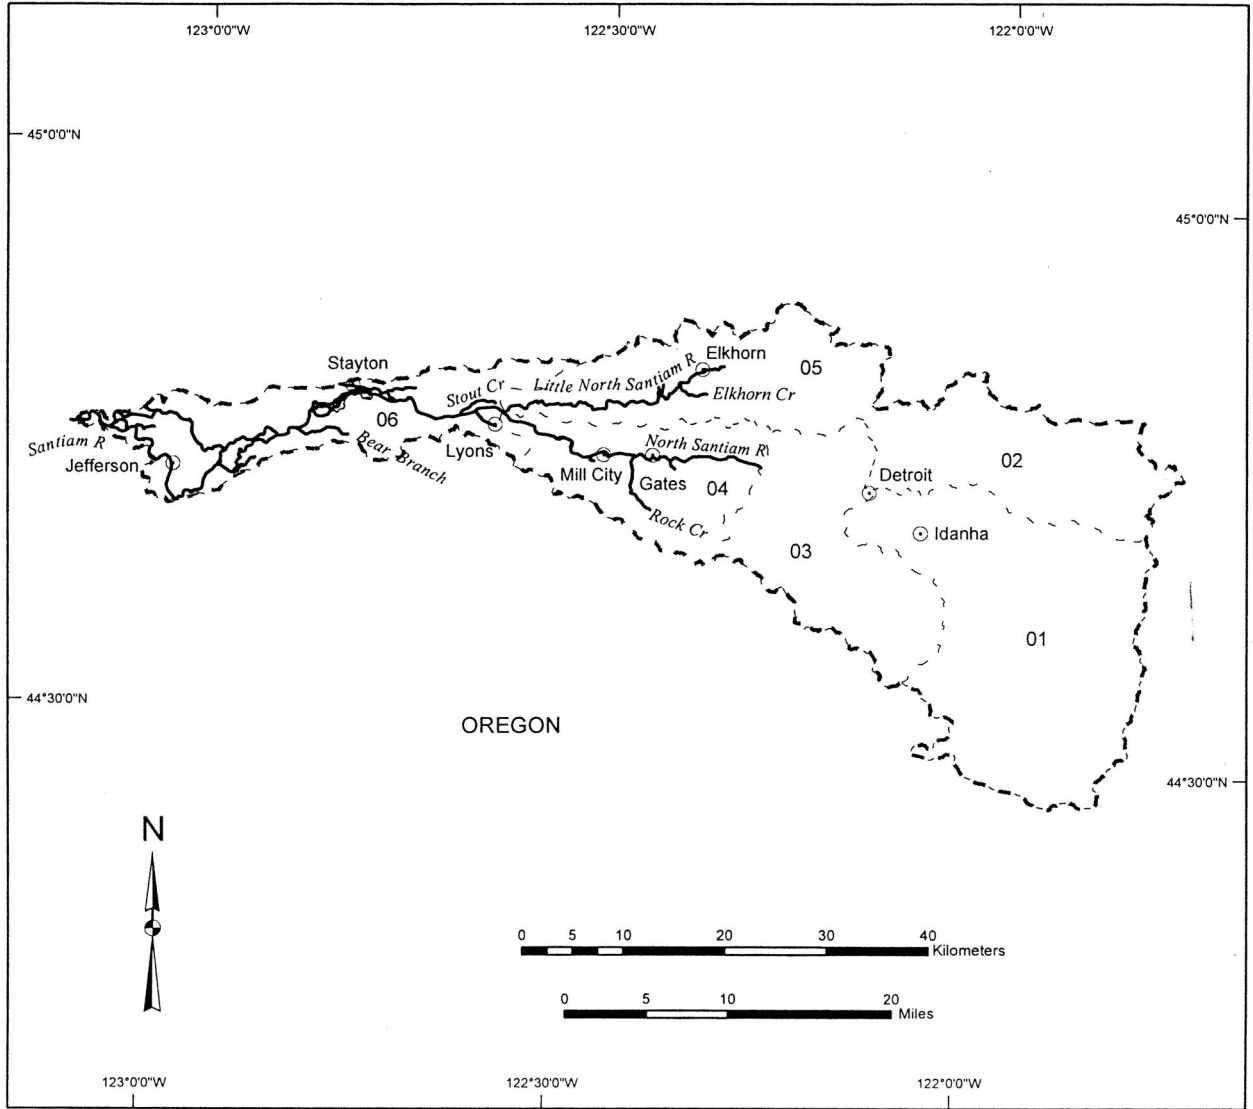 123°0'0"W 122°30'0"W 122°0'0"W
45°0'0"N
45°0'0"N
Stayton
Elkhorn
05
Little North Santiam R
Stout Cr
Elkhorn Cr
06
Santiam R
Jefferson
Bear Branch
Lyons
North Santiam R
Mill City
Gates
04
Rock Cr
02
Detroit
Idanha
03
01
44°30'0"N
OREGON
44°30'0"N
N
0 5 10 20 30 40
Kilometers
0 5 10 20
Miles
123°0'0"W 122°30'0"W 122°0'0"W